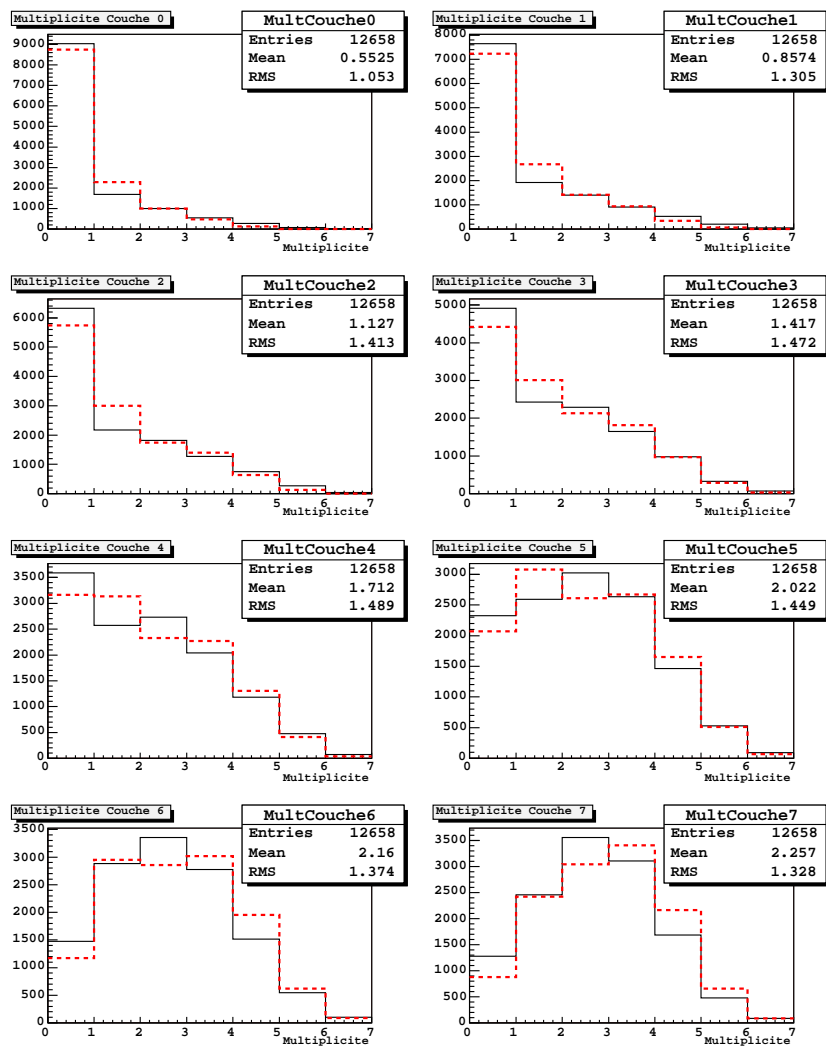 Multiplicite Couche 0
MultCouche0
Entries 12658
Mean 0.5525
RMS 1.053
9000
8000
7000
6000
5000
4000
3000
2000
1000
0
0 1 2 3 4 5 6 7
Multiplicite
Multiplicite Couche 1
MultCouche1
Entries 12658
Mean 0.8574
RMS 1.305
8000
7000
6000
5000
4000
3000
2000
1000
0
0 1 2 3 4 5 6 7
Multiplicite
Multiplicite Couche 2
MultCouche2
Entries 12658
Mean 1.127
RMS 1.413
6000
5000
4000
3000
2000
1000
0
0 1 2 3 4 5 6 7
Multiplicite
Multiplicite Couche 3
MultCouche3
Entries 12658
Mean 1.417
RMS 1.472
5000
4000
3000
2000
1000
0
0 1 2 3 4 5 6 7
Multiplicite
Multiplicite Couche 4
MultCouche4
Entries 12658
Mean 1.712
RMS 1.489
3500
3000
2500
2000
1500
1000
500
0
0 1 2 3 4 5 6 7
Multiplicite
Multiplicite Couche 5
MultCouche5
Entries 12658
Mean 2.022
RMS 1.449
3000
2500
2000
1500
1000
500
0
0 1 2 3 4 5 6 7
Multiplicite
Multiplicite Couche 6
MultCouche6
Entries 12658
Mean 2.16
RMS 1.374
3500
3000
2500
2000
1500
1000
500
0
0 1 2 3 4 5 6 7
Multiplicite
Multiplicite Couche 7
MultCouche7
Entries 12658
Mean 2.257
RMS 1.328
3500
3000
2500
2000
1500
1000
500
0
0 1 2 3 4 5 6 7
Multiplicite